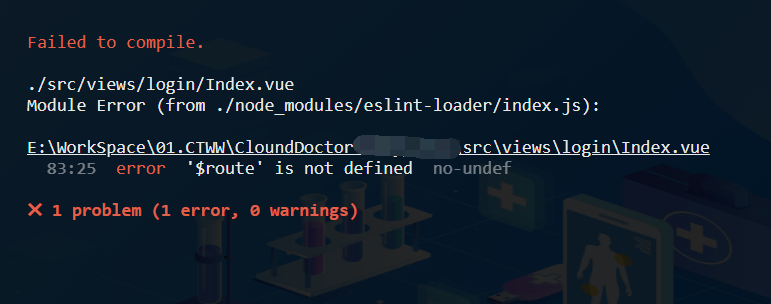 Failed to compile.
./src/views/login/Index.vue
Module Error (from ./node_modules/eslint-loader/index.js):
E:\WorkSpace\01.CTWW\CloundDoctor \src\views\login\Index.vue
83:25 error '$route' is not defined no-undef
❌ 1 problem (1 error, 0 warnings)